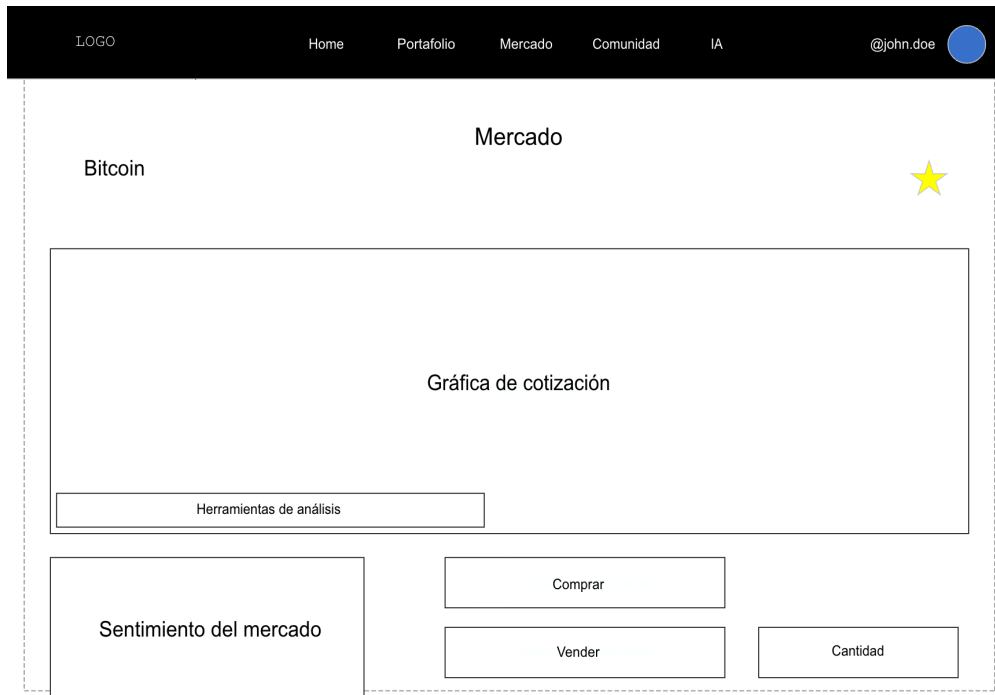 LOGO
Home
Portafolio
Mercado
Comunidad
IA
@john.doe
Mercado
Bitcoin
Gráfica de cotización
Herramientas de análisis
Comprar
Sentimiento del mercado
Vender
Cantidad